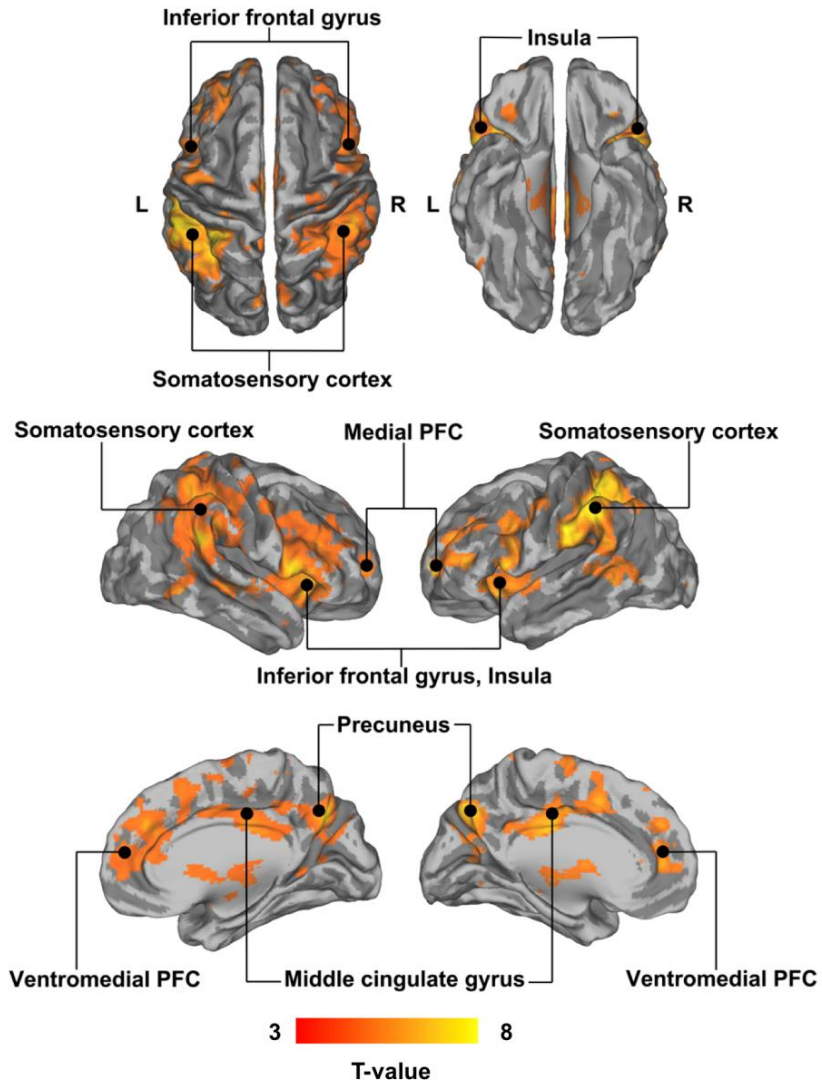 Inferior frontal gyrus
Insula
L
R
L
R
Somatosensory cortex
Somatosensory cortex
Medial PFC
Somatosensory cortex
Inferior frontal gyrus, Insula
Precuneus
Ventromedial PFC
Middle cingulate gyrus
Ventromedial PFC
3
8
T-value